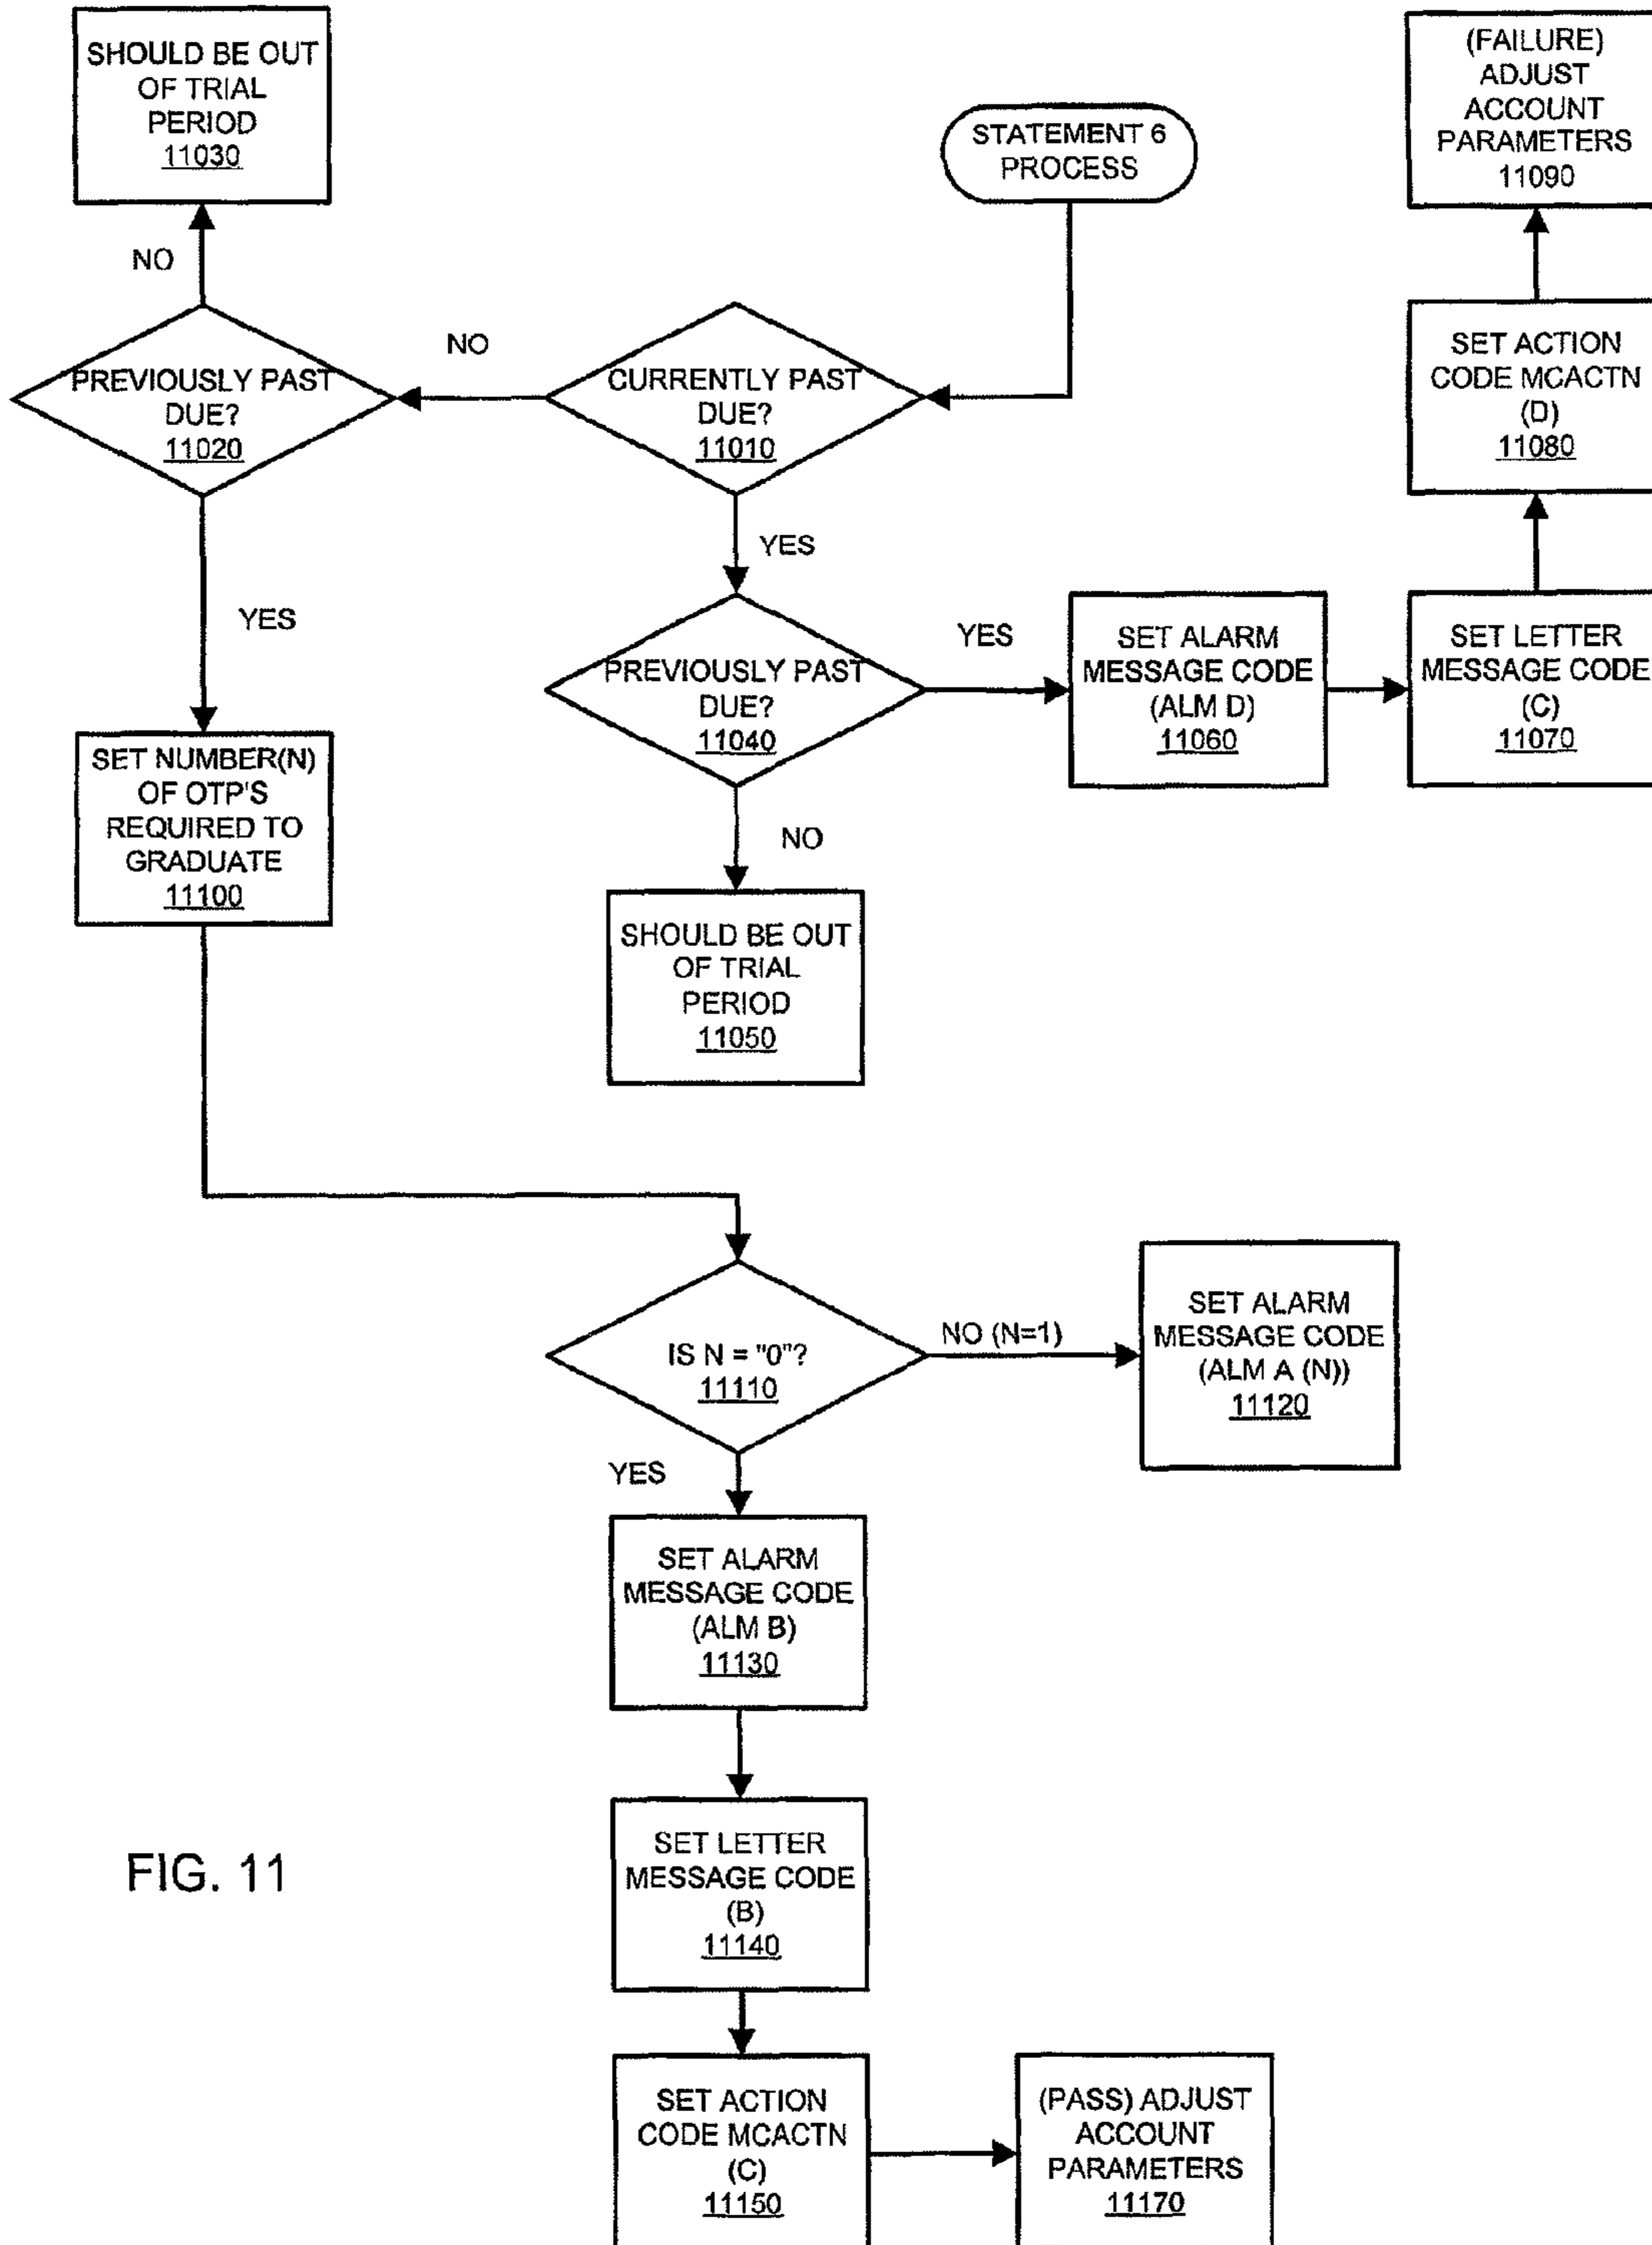 STATEMENT 6
PROCESS
CURRENTLY PAST
DUE?
11010
NO
PREVIOUSLY PAST
DUE?
11020
NO
SHOULD BE OUT
OF TRIAL
PERIOD
11030
YES
PREVIOUSLY PAST
DUE?
11040
NO
SHOULD BE OUT
OF TRIAL
PERIOD
11050
YES
SET ALARM
MESSAGE CODE
(ALM D)
11060
SET LETTER
MESSAGE CODE
(C)
11070
SET ACTION
CODE MCACTN
(D)
11080
(FAILURE)
ADJUST
ACCOUNT
PARAMETERS
11090
YES
SET NUMBER(N)
OF OTP'S
REQUIRED TO
GRADUATE
11100
IS N = "0"?
11110
NO (N=1)
SET ALARM
MESSAGE CODE
(ALM A (N))
11120
YES
SET ALARM
MESSAGE CODE
(ALM B)
11130
SET LETTER
MESSAGE CODE
(B)
11140
SET ACTION
CODE MCACTN
(C)
11150
(PASS) ADJUST
ACCOUNT
PARAMETERS
11170
FIG. 11